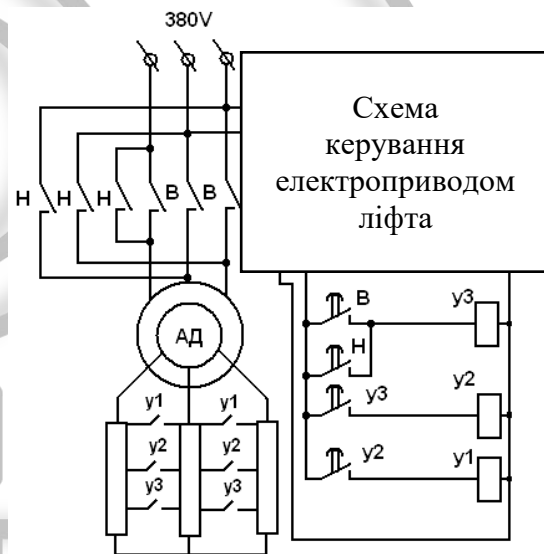 380V
Схема
керування
електроприводом
ліфта
Н Н Н В В
АД
у1 у1
у2 у2
у3 у3
В у3
Н
у3 у2
у2 у1